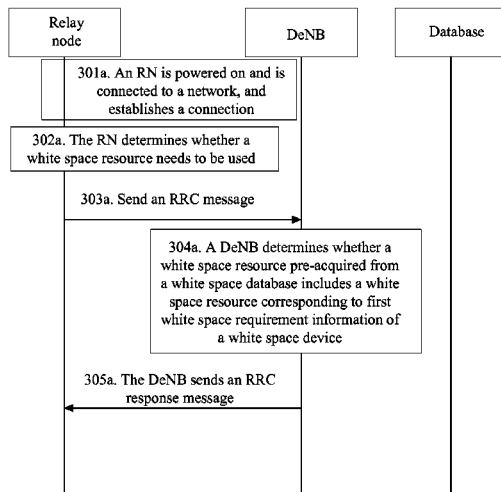 Relay
node
DeNB
Database
301a. An RN is powered on and is
connected to a network, and
establishes a connection
302a. The RN determines whether a
white space resource needs to be used
303a. Send an RRC message
304a. A DeNB determines whether a
white space resource pre-acquired from
a white space database includes a white
space resource corresponding to first
white space requirement information of
a white space device
305a. The DeNB sends an RRC
response message